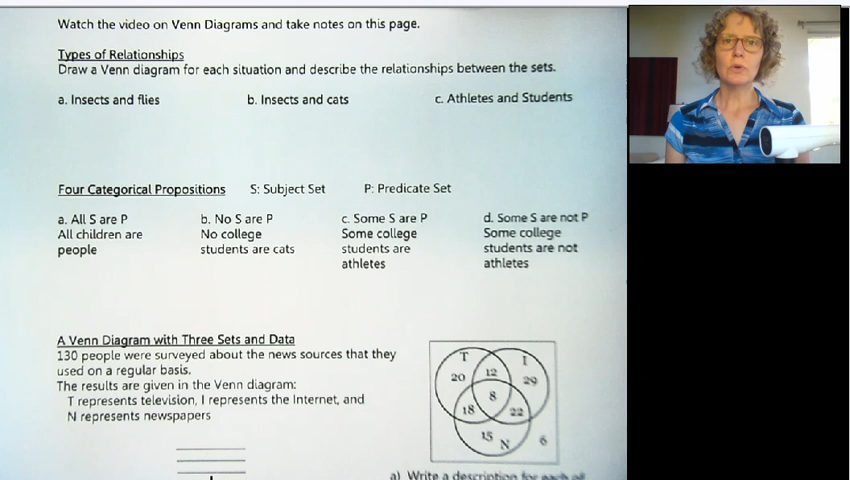 Watch the video on Venn Diagrams and take notes on this page.
Types of Relationships
Draw a Venn diagram for each situation and describe the relationships between the sets.
a. Insects and flies b. Insects and cats c. Athletes and Students
Four Categorical Propositions S: Subject Set P: Predicate Set
a. All S are P b. No S are P c. Some S are P d. Some S are not P
All children are No college Some college Some college
people students are cats students are students are not
athletes athletes
A Venn Diagram with Three Sets and Data
130 people were surveyed about the news sources that they
used on a regular basis.
The results are given in the Venn diagram:
T represents television, I represents the Internet, and
N represents newspapers
T I
20 12 29
8
18 22
15 N 6
a) Write a description for each of